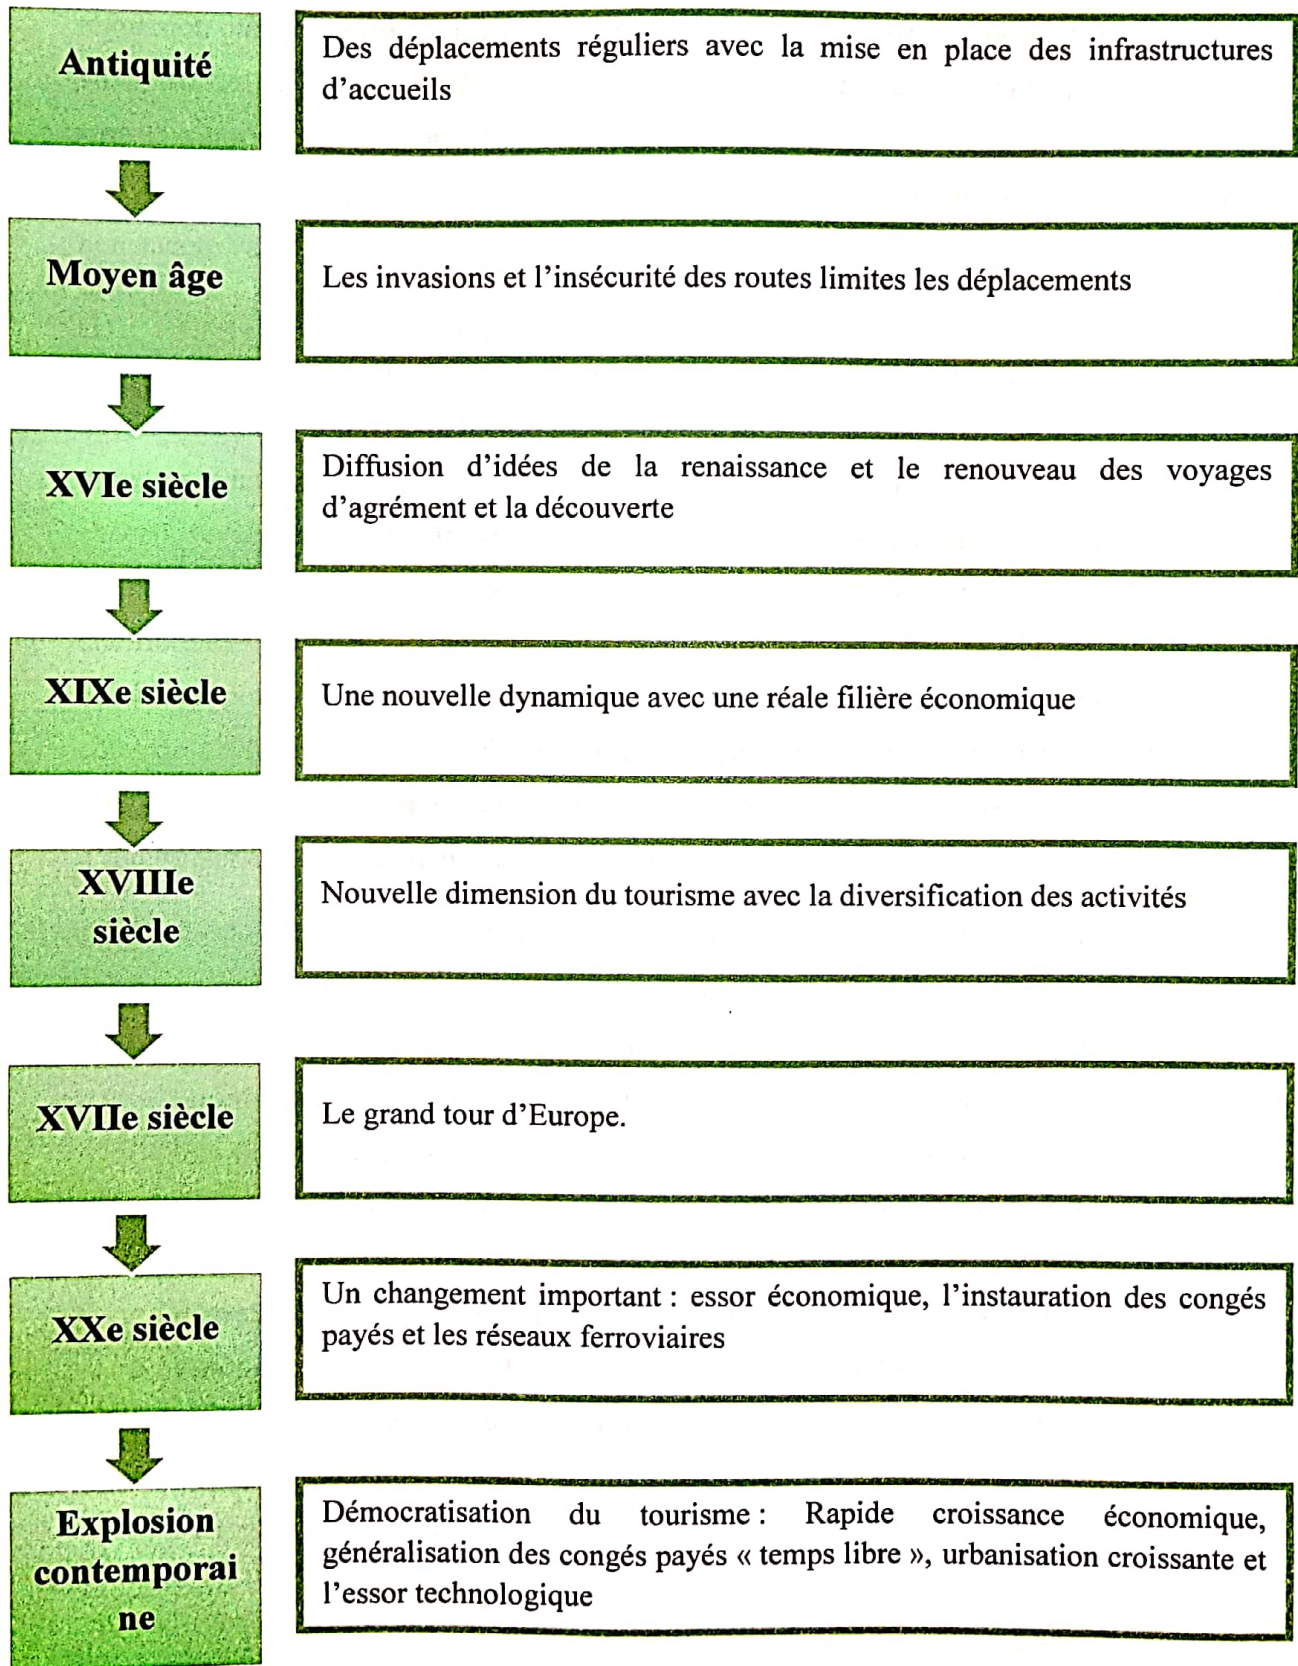 Antiquité
Des déplacements réguliers avec la mise en place des infrastructures
d'accueils
Moyen âge
Les invasions et l'insécurité des routes limites les déplacements
XVIe siècle
Diffusion d'idées de la renaissance et le renouveau des voyages
d'agrément et la découverte
XIXe siècle
Une nouvelle dynamique avec une réale filière économique
XVIIIe
siècle
Nouvelle dimension du tourisme avec la diversification des activités
XVIIe siècle
Le grand tour d'Europe.
XXe siècle
Un changement important : essor économique, l'instauration des congés
payés et les réseaux ferroviaires
Explosion
contemporai
ne
Démocratisation du tourisme : Rapide croissance économique,
généralisation des congés payés « temps libre », urbanisation croissante et
l'essor technologique